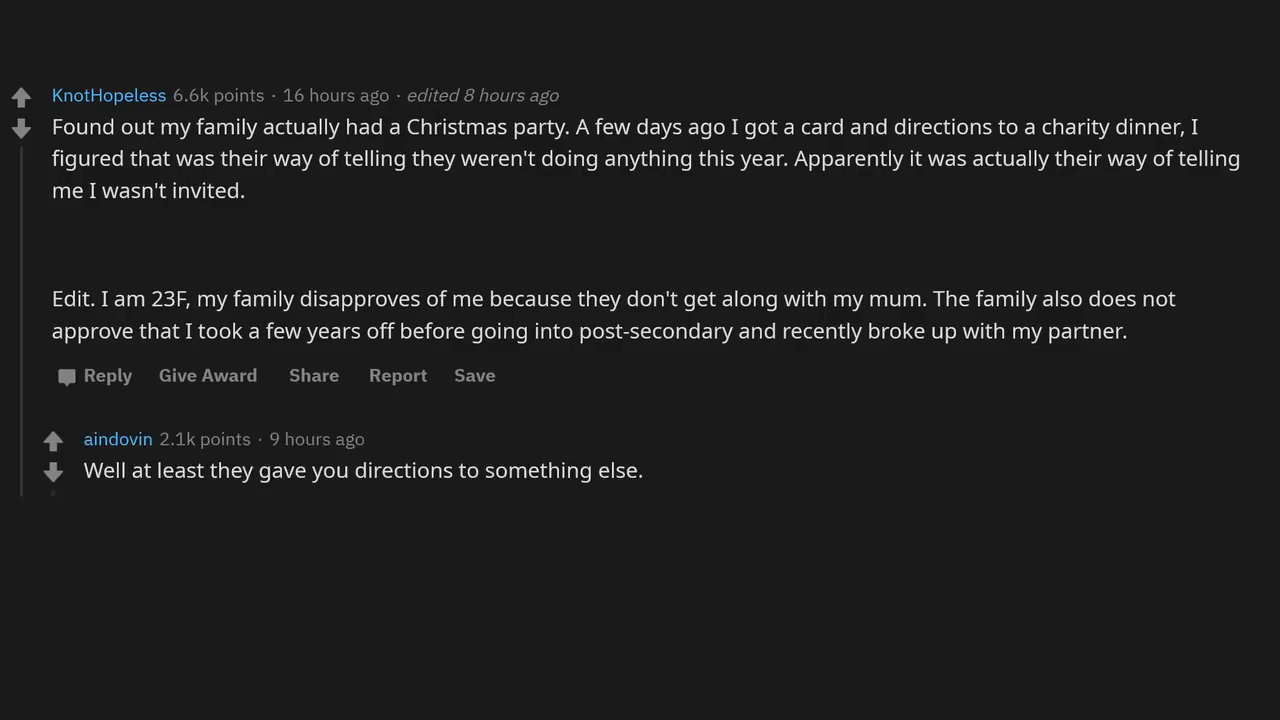 KnotHopeless 6.6k points · 16 hours ago · edited 8 hours ago
Found out my family actually had a Christmas party. A few days ago I got a card and directions to a charity dinner, I
figured that was their way of telling they weren't doing anything this year. Apparently it was actually their way of telling
me I wasn't invited.
Edit. I am 23F, my family disapproves of me because they don't get along with my mum. The family also does not
approve that I took a few years off before going into post-secondary and recently broke up with my partner.
Reply Give Award Share Report Save
aindovin 2.1k points · 9 hours ago
Well at least they gave you directions to something else.